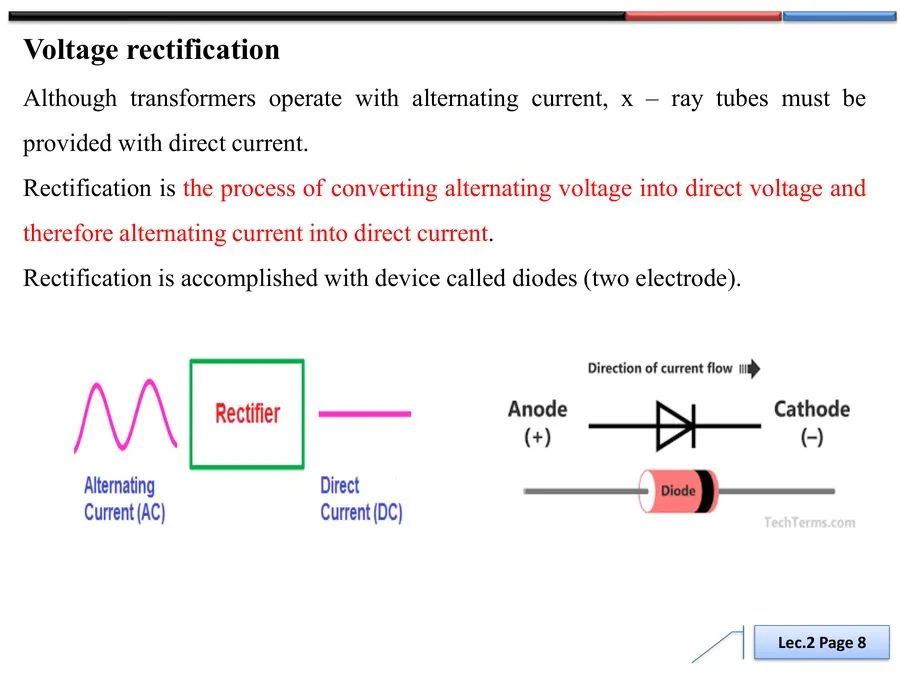 Voltage rectification
Although transformers operate with alternating current, x – ray tubes must be
provided with direct current.
Rectification is the process of converting alternating voltage into direct voltage and
therefore alternating current into direct current.
Rectification is accomplished with device called diodes (two electrode).
Rectifier
Alternating
Current (AC)
Direct
Current (DC)
Direction of current flow
Anode
(+)
Cathode
(–)
Diode
TechTerms.com
Lec.2 Page 8